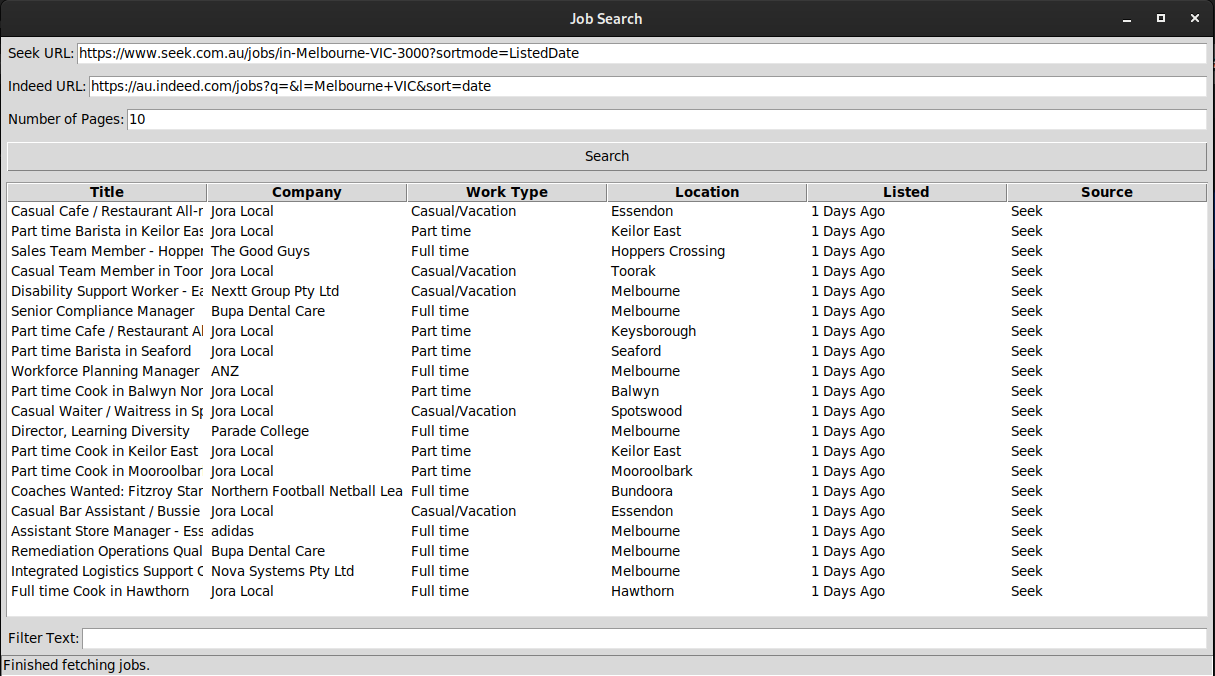 Job Search
Seek URL: https://www.seek.com.au/jobs/in-Melbourne-VIC-3000?sortmode=ListedDate
Indeed URL: https://au.indeed.com/jobs?q=&l=Melbourne+VIC&sort=date
Number of Pages: 10
Search
Title Company Work Type Location Listed Source
Casual Cafe / Restaurant All-r Jora Local Casual/Vacation Essendon 1 Days Ago Seek
Part time Barista in Keilor Eas Jora Local Part time Keilor East 1 Days Ago Seek
Sales Team Member - Hopper The Good Guys Full time Hoppers Crossing 1 Days Ago Seek
Casual Team Member in Toor Jora Local Casual/Vacation Toorak 1 Days Ago Seek
Disability Support Worker - Ea Nextt Group Pty Ltd Casual/Vacation Melbourne 1 Days Ago Seek
Senior Compliance Manager Bupa Dental Care Full time Melbourne 1 Days Ago Seek
Part time Cafe / Restaurant Al Jora Local Part time Keysborough 1 Days Ago Seek
Part time Barista in Seaford Jora Local Part time Seaford 1 Days Ago Seek
Workforce Planning Manager ANZ Full time Melbourne 1 Days Ago Seek
Part time Cook in Balwyn Nor Jora Local Part time Balwyn 1 Days Ago Seek
Casual Waiter / Waitress in Sp Jora Local Casual/Vacation Spotswood 1 Days Ago Seek
Director, Learning Diversity Parade College Full time Melbourne 1 Days Ago Seek
Part time Cook in Keilor East Jora Local Part time Keilor East 1 Days Ago Seek
Part time Cook in Mooroolbar Jora Local Part time Mooroolbark 1 Days Ago Seek
Coaches Wanted: Fitzroy Star Northern Football Netball Lea Full time Bundoora 1 Days Ago Seek
Casual Bar Assistant / Bussie Jora Local Casual/Vacation Essendon 1 Days Ago Seek
Assistant Store Manager - Ess adidas Full time Melbourne 1 Days Ago Seek
Remediation Operations Qual Bupa Dental Care Full time Melbourne 1 Days Ago Seek
Integrated Logistics Support C Nova Systems Pty Ltd Full time Melbourne 1 Days Ago Seek
Full time Cook in Hawthorn Jora Local Full time Hawthorn 1 Days Ago Seek
Filter Text:
Finished fetching jobs.